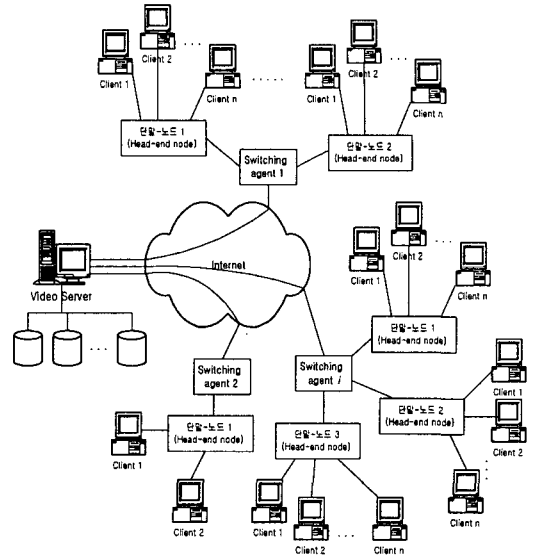 Client 1
Client 2
Client n
Client 1
Client 2
Client n
단말-노드 1
(Head-end node)
단말-노드 2
(Head-end node)
Switching
agent 1
Internet
Video Server
Client 2
Client n
단말-노드 1
(Head-end node)
Switching
agent 2
Switching
agent i
Client 1
단말-노드 2
(Head-end node)
Client 2
Client n
단말-노드 1
(Head-end node)
단말-노드 3
(Head-end node)
Client 1
Client 2
Client 1
Client 2
Client n